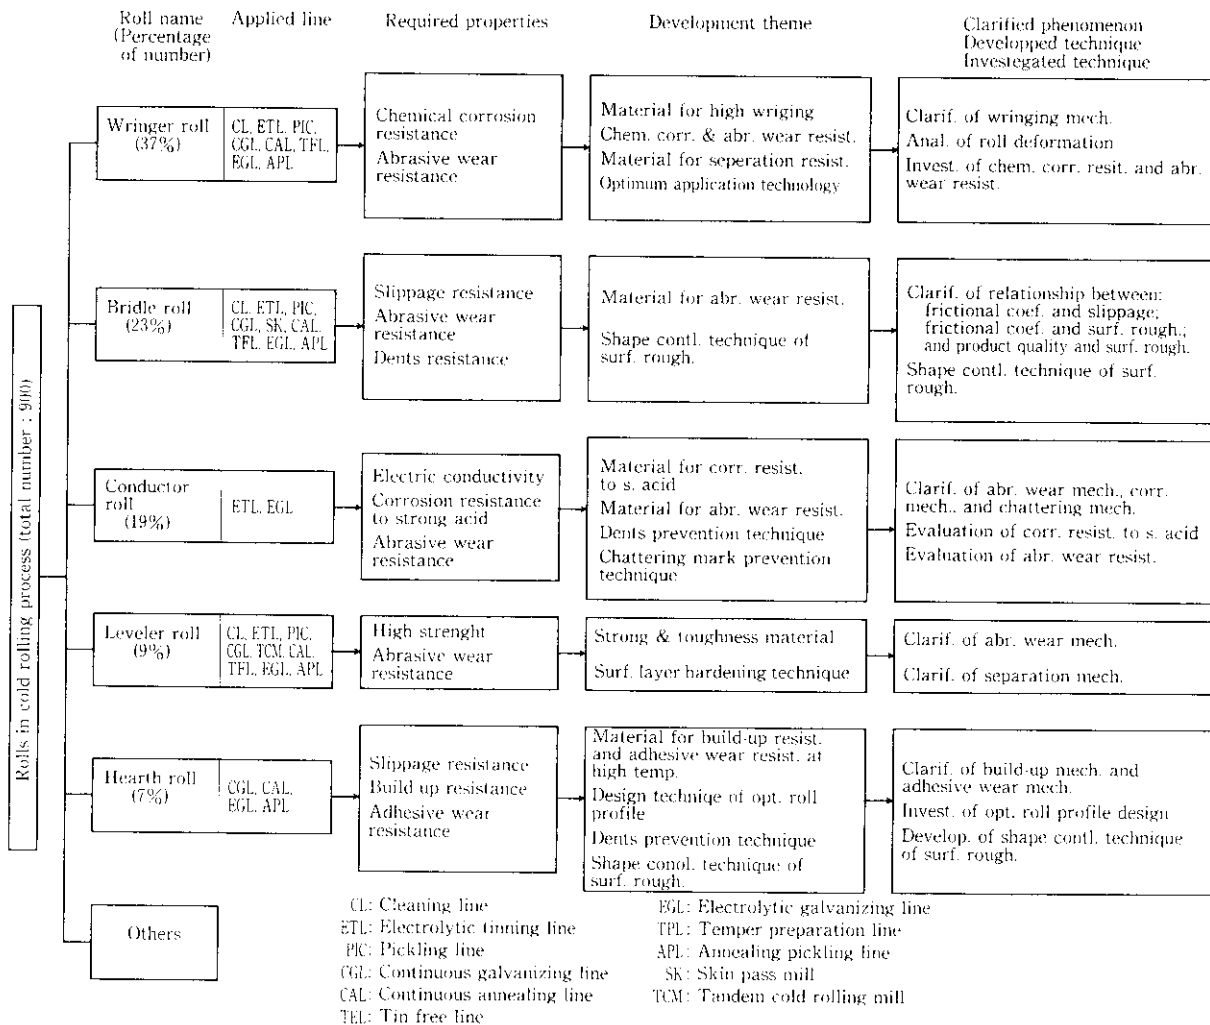 Roll name
(Percentage
of number)
Applied line
Required properties
Development theme
Clarified phenomenon
Developped technique
Investegated technique
Rolls in cold rolling process (total number : 900)
Wringer roll
(37%)
CL, ETL, PIC,
CGL, CAL, TFL,
EGL, APL
Chemical corrosion
resistance
Abrasive wear
resistance
Material for high wriging
Chem. corr. & abr. wear resist.
Material for seperation resist.
Optimum application technology
Clarif. of wringing mech.
Anal. of roll deformation
Invest. of chem. corr. resit. and abr.
wear resist.
Bridle roll
(23%)
CL, ETL, PIC,
CGL, SK, CAL,
TFL, EGL, APL
Slippage resistance
Abrasive wear
resistance
Dents resistance
Material for abr. wear resist.
Shape contl. technique of
surf. rough.
Clarif. of relationship between:
frictional coef. and slippage;
frictional coef. and surf. rough.;
and product quality and surf. rough.
Shape contl. technique of surf.
rough.
Conductor
roll
(19%)
ETL, EGL
Electric conductivity
Corrosion resistance
to strong acid
Abrasive wear
resistance
Material for corr. resist.
to s. acid
Material for abr. wear resist.
Dents prevention technique
Chattering mark prevention
technique
Clarif. of abr. wear mech., corr.
mech., and chattering mech.
Evaluation of corr. resist. to s. acid
Evaluation of abr. wear resist.
Leveler roll
(9%)
CL, ETL, PIC,
CGL, TCM, CAL,
TFL, EGL, APL
High strenght
Abrasive wear
resistance
Strong & toughness material
Surf. layer hardening technique
Clarif. of abr. wear mech.
Clarif. of separation mech.
Hearth roll
(7%)
CGL, CAL,
EGL, APL
Slippage resistance
Build up resistance
Adhesive wear
resistance
Material for build-up resist.
and adhesive wear resist. at
high temp.
Design techniqe of opt. roll
profile
Dents prevention technique
Shape conol. technique of
surf. rough.
Clarif. of build-up mech. and
adhesive wear mech.
Invest. of opt. roll profile design
Develop. of shape contl. technique
of surf. rough.
Others
CL: Cleaning line
ETL: Electrolytic tinning line
PIC: Pickling line
CGL: Continuous galvanizing line
CAL: Continuous annealing line
TEL: Tin free line
EGL: Electrolytic galvanizing line
TPL: Temper preparation line
APL: Annealing pickling line
SK: Skin pass mill
TCM: Tandem cold rolling mill